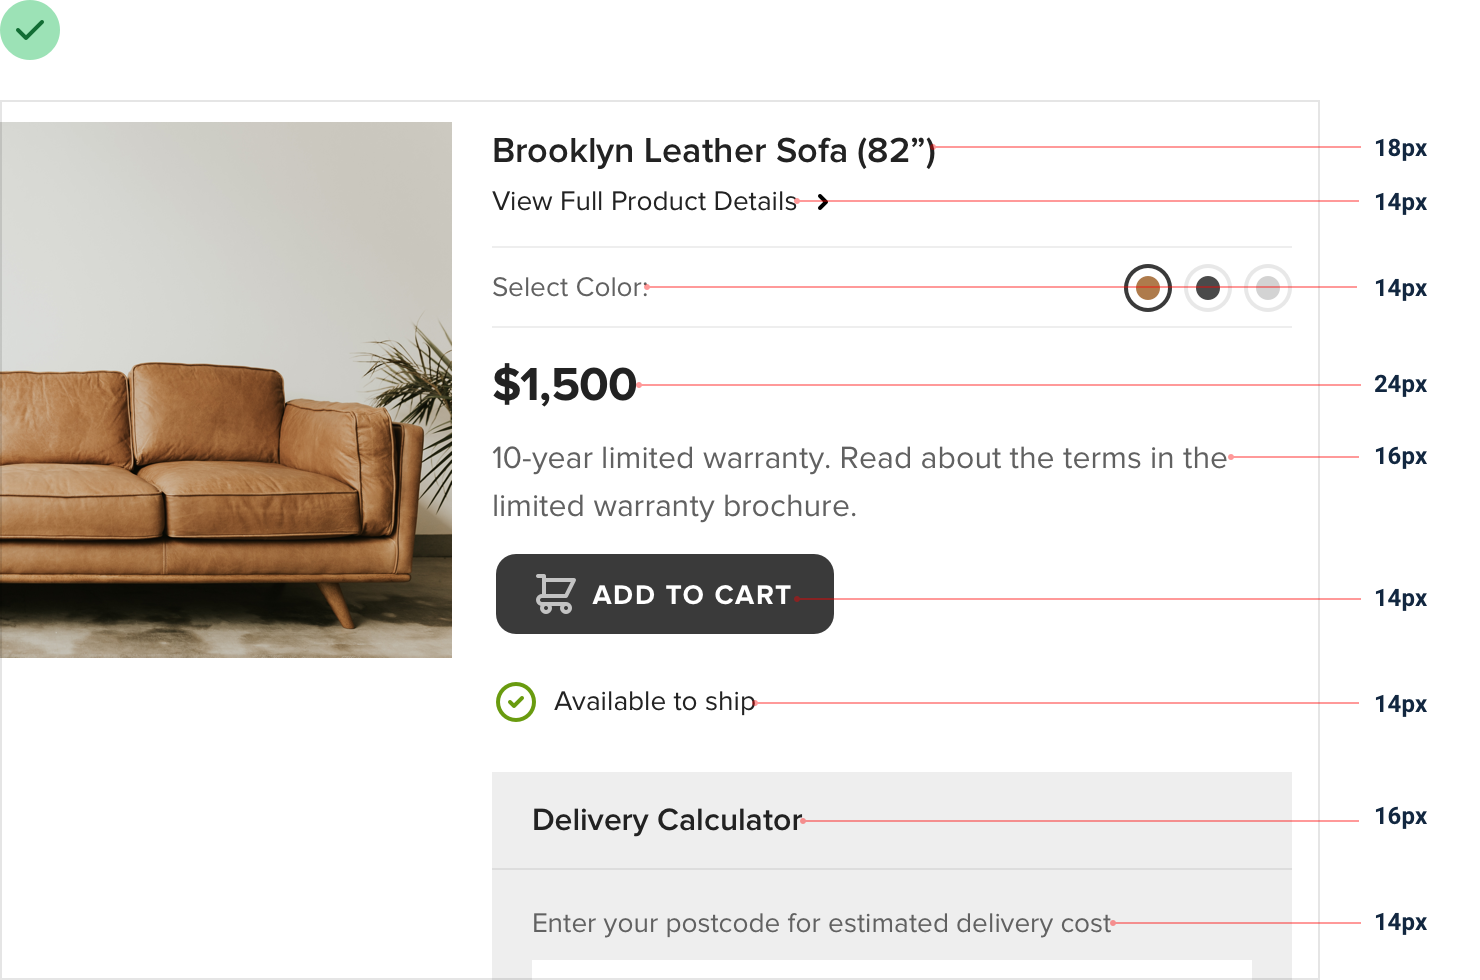 Brooklyn Leather Sofa (82”)
18px
View Full Product Details
14px
Select Color:
14px
$1,500
24px
10-year limited warranty. Read about the terms in the
16px
limited warranty brochure.
ADD TO CART
14px
Available to ship
14px
Delivery Calculator
16px
Enter your postcode for estimated delivery cost
14px